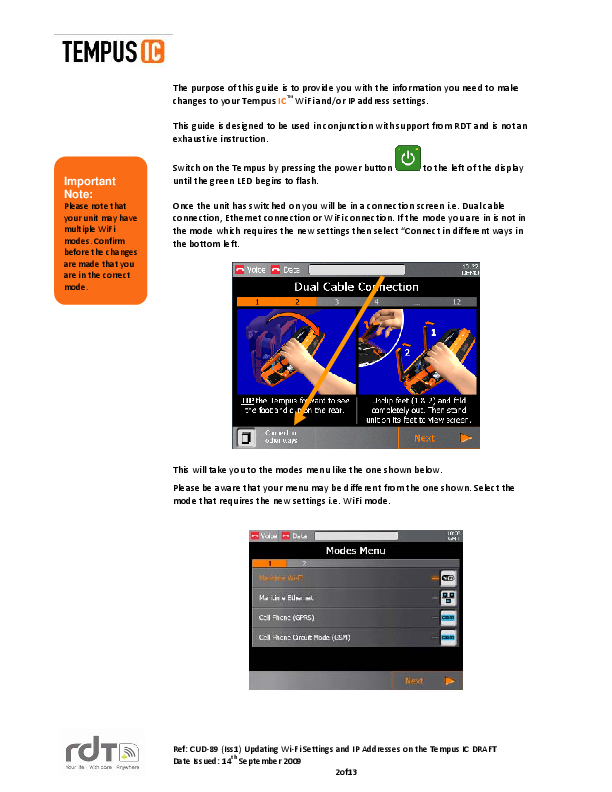 TEMPUS IC
The purpose of this guide is to provide you with the information you need to make
changes to your Tempus IC™ WiFi and/or IP address settings.
This guide is designed to be used in conjunction with support from RDT and is not an
exhaustive instruction.
Switch on the Tempus by pressing the power button to the left of the display
until the green LED begins to flash.
Important
Note:
Please note that
your unit may have
multiple WiFi
modes. Confirm
before the changes
are made that you
are in the correct
mode.
Once the unit has switched on you will be in a connection screen i.e. Dual cable
connection, Ethernet connection or WiFi connection. If the mode you are in is not in
the mode which requires the new settings then select “Connect in different ways in
the bottom left.
Voice Data
DEMO
Dual Cable Connection
1 2 3 4 ... 12
1
2
TIP the Tempus forward to see
the foot and clip on the rear.
Unclip feet (1 & 2) and fold
completely out. Then stand
unit on its feet to view screen.
Connect in
other ways
Next
This will take you to the modes menu like the one shown below.
Please be aware that your menu may be different from the one shown. Select the
mode that requires the new settings i.e. WiFi mode.
Voice Data
GMT
Modes Menu
1 2
Maritime Wi-Fi
Maritime Ethernet
Cell Phone (GPRS)
Cell Phone Circuit Mode (GSM)
Next
rdt
Your life | With care | Anywhere
Ref: CUD-89 (Iss1) Updating Wi-Fi Settings and IP Addresses on the Tempus IC DRAFT
Date Issued: 14th September 2009
2of13